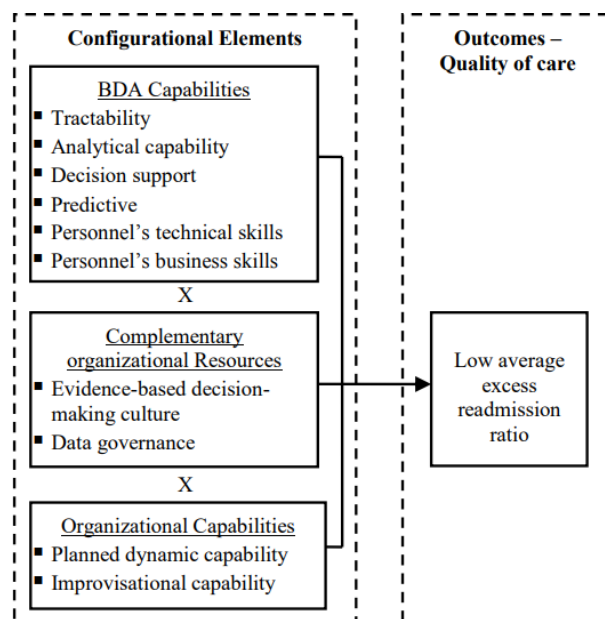 Configurational Elements
BDA Capabilities
▪ Tractability
▪ Analytical capability
▪ Decision support
▪ Predictive
▪ Personnel's technical skills
▪ Personnel's business skills
X
Complementary
organizational Resources
▪ Evidence-based decision-
making culture
▪ Data governance
X
Organizational Capabilities
▪ Planned dynamic capability
▪ Improvisational capability
Outcomes –
Quality of care
Low average
excess
readmission
ratio